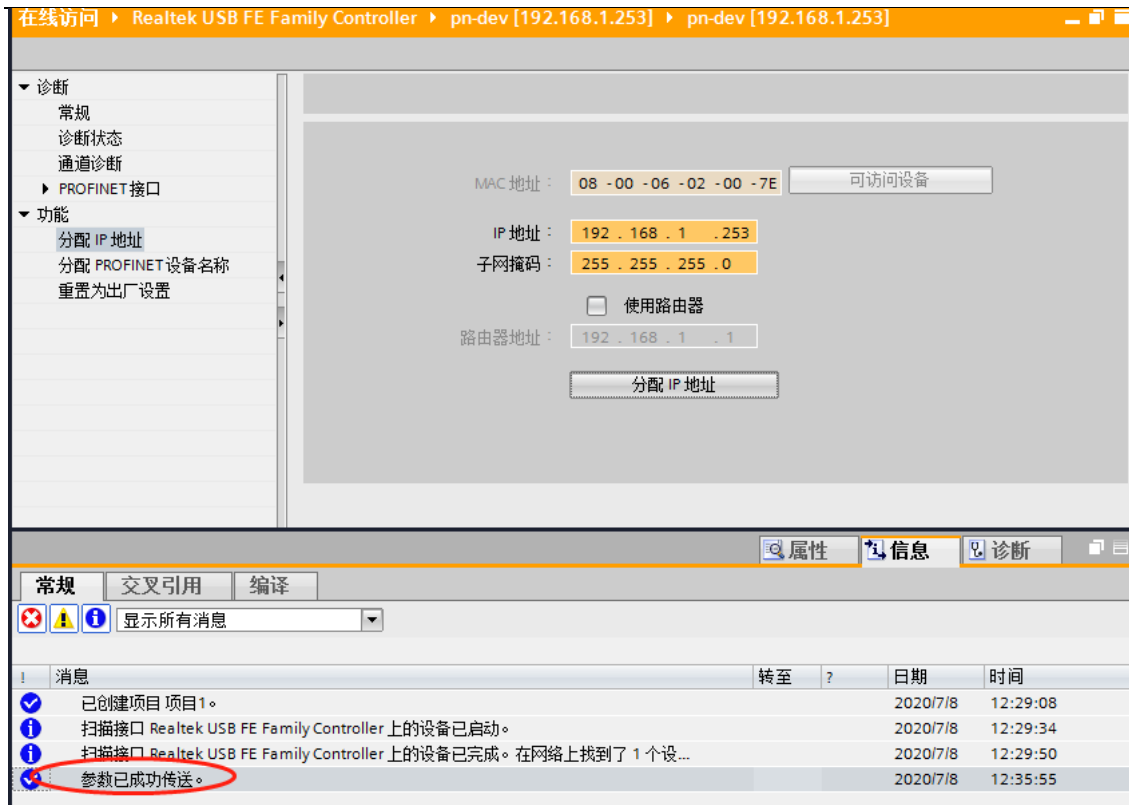 在线访问 ▸ Realtek USB FE Family Controller ▸ pn-dev [192.168.1.253] ▸ pn-dev [192.168.1.253]
诊断
常规
诊断状态
通道诊断
PROFINET接口
功能
分配 IP 地址
分配 PROFINET设备名称
重置为出厂设置
MAC 地址： 08 -00 -06 -02 -00 -7E 可访问设备
IP 地址： 192 . 168 . 1 .253
子网掩码： 255 . 255 . 255 .0
使用路由器
路由器地址： 192 . 168 . 1 . 1
分配 IP 地址
属性 信息 诊断
常规 交叉引用 编译
显示所有消息
! 消息 转至 ? 日期 时间
已创建项目 项目1。 2020/7/8 12:29:08
扫描接口 Realtek USB FE Family Controller 上的设备已启动。 2020/7/8 12:29:34
扫描接口 Realtek USB FE Family Controller 上的设备已完成。在网络上找到了 1 个设... 2020/7/8 12:29:50
参数已成功传送。 2020/7/8 12:35:55